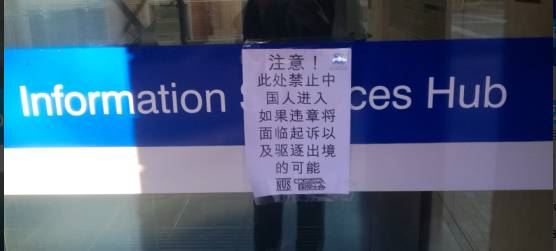 Information S ces Hub
注意！
此处禁止中
国人进入
如果违章将
面临起诉以
及驱逐出境
的可能